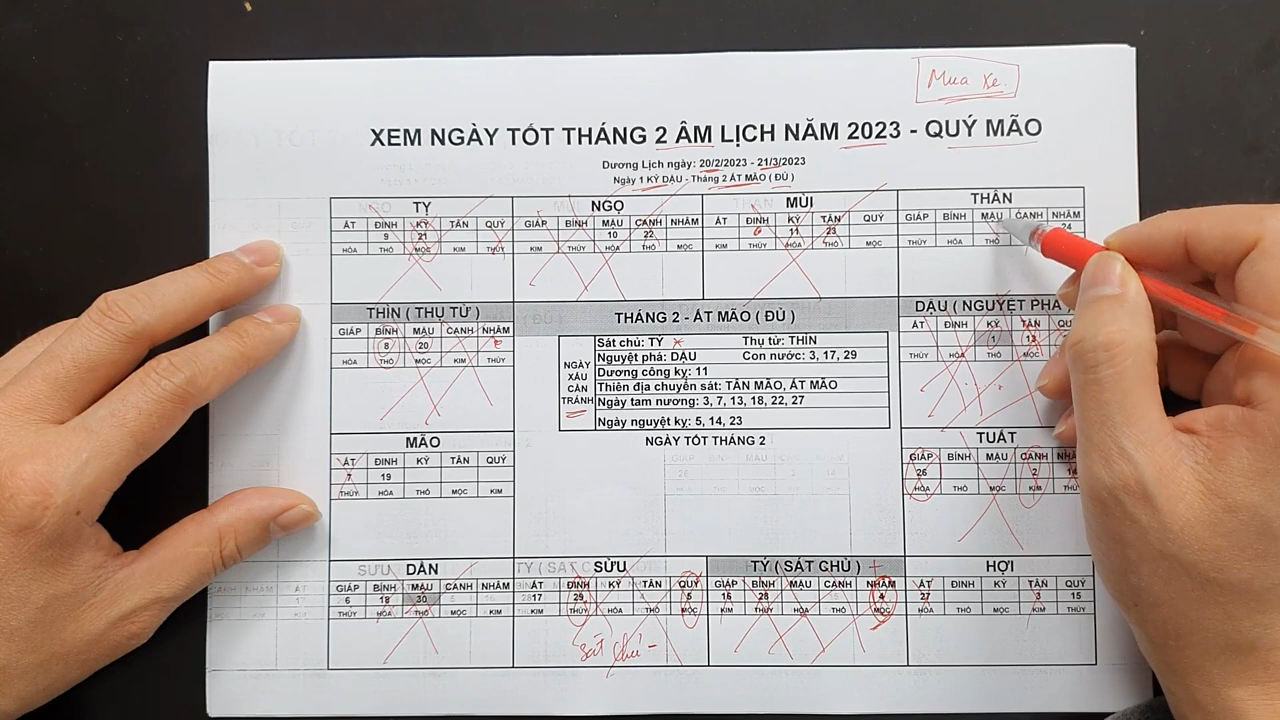 Mua xe.
XEM NGÀY TỐT THÁNG 2 ÂM LỊCH NĂM 2023 - QUÝ MÃO
Dương Lịch ngày: 20/2/2023 - 21/3/2023
Ngày 1 KỶ DẬU - Tháng 2 ẤT MÃO ( ĐỦ )
TỴ
ẤT ĐINH KỶ TÂN QUÝ
9 21
HỎA THỔ MỘC KIM THỦY
NGỌ
GIÁP BÍNH MẬU CANH NHÂM
10 22
KIM THỦY HỎA THỔ MỘC
MÙI
ẤT ĐINH KỶ TÂN QUÝ
11 23
KIM THỦY HỎA THỔ MỘC
THÂN
GIÁP BÍNH MẬU CANH NHÂM
24
THỦY HỎA THỔ
THÌN ( THỤ TỬ )
GIÁP BÍNH MẬU CANH NHÂM
8 20
HỎA THỔ MỘC KIM THỦY
THÁNG 2 - ẤT MÃO ( ĐỦ )
NGÀY XẤU CẦN TRÁNH
Sát chủ: TÝ Thụ tử: THÌN
Nguyệt phá: DẬU Con nước: 3, 17, 29
Dương công kỵ: 11
Thiên địa chuyển sát: TÂN MÃO, ẤT MÃO
Ngày tam nương: 3, 7, 13, 18, 22, 27
Ngày nguyệt kỵ: 5, 14, 23
NGÀY TỐT THÁNG 2
DẬU ( NGUYỆT PHÁ
ẤT ĐINH KỶ TÂN
1 13
THỦY HỎA THỔ MỘC
MÃO
ẤT ĐINH KỶ TÂN QUÝ
7 19
THỦY HỎA THỔ MỘC KIM
TUẤT
GIÁP BÍNH MẬU CANH
26 2
HỎA THỔ MỘC KIM
DẦN
GIÁP BÍNH MẬU CANH NHÂM
6 18 30
THỦY HỎA THỔ MỘC KIM
SỬU
ẤT ĐINH KỶ TÂN QUÝ
17 29 5
THỦY HỎA THỔ MỘC
sát chủ -
TÝ ( SÁT CHỦ )
GIÁP BÍNH MẬU CANH NHÂM
16 28 4
KIM THỦY HỎA THỔ MỘC
HỢI
ẤT ĐINH KỶ TÂN QUÝ
27 3 15
KIM THỦY HỎA KIM THỔ